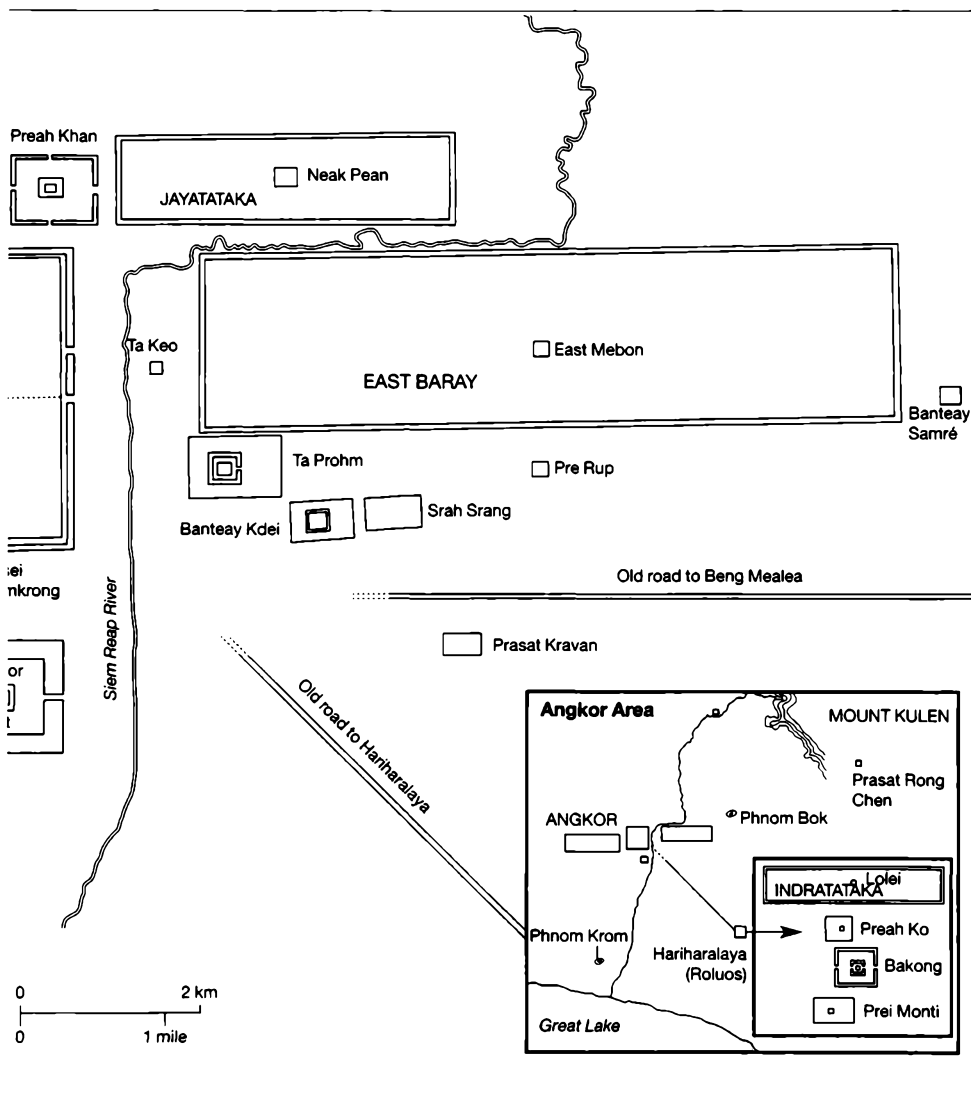 Preah Khan
Neak Pean
JAYATATAKA
Ta Keo
East Mebon
EAST BARAY
Banteay
Samré
Ta Prohm
Pre Rup
Srah Srang
Banteay Kdei
Old road to Beng Mealea
sei
mkrong
Siem Reap River
Prasat Kravan
or
t
Old road to Hariharalaya
Angkor Area
MOUNT KULEN
Prasat Rong
Chen
ANGKOR
Phnom Bok
Lolei
INDRATATAKA
Preah Ko
Phnom Krom
Hariharalaya
(Roluos)
Bakong
Prei Monti
Great Lake
0 2 km
0 1 mile